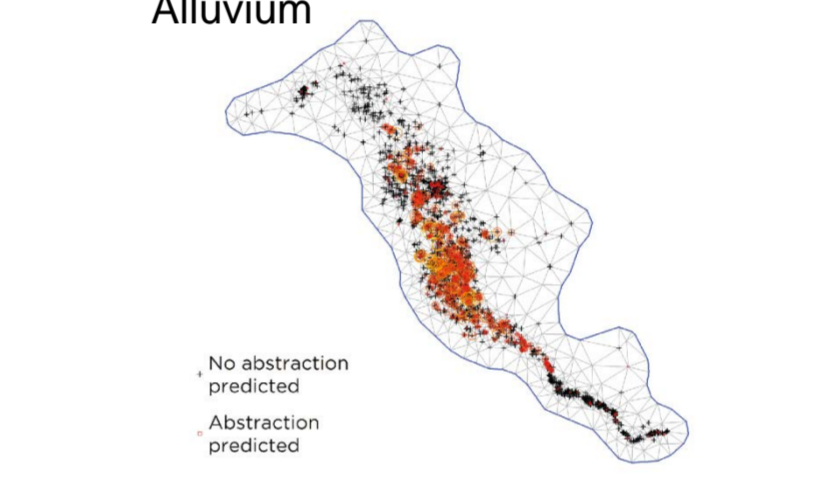 Alluvium
No abstraction
predicted
Abstraction
predicted